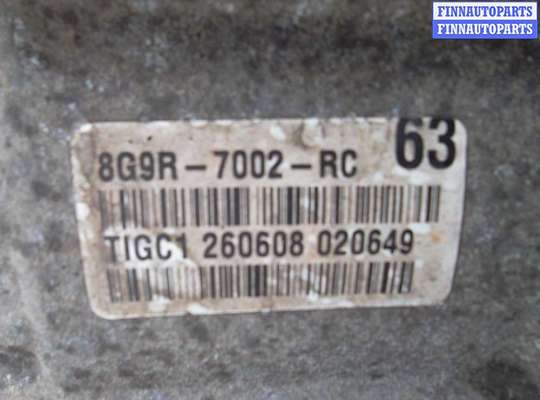 FINNAUTOPARTS
FINNAUTOPARTS
63
8G9R-7002-RC
TIGC1 260608 020649